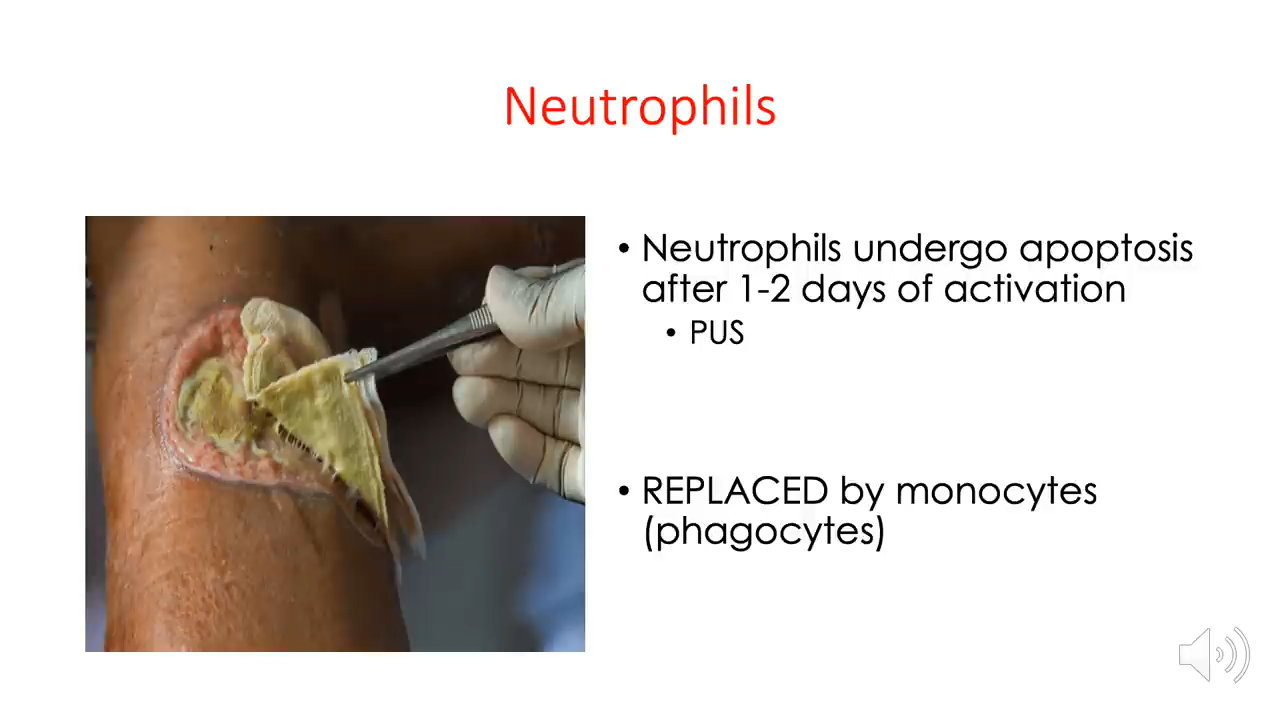 Neutrophils
• Neutrophils undergo apoptosis
after 1-2 days of activation
• PUS
• REPLACED by monocytes
(phagocytes)